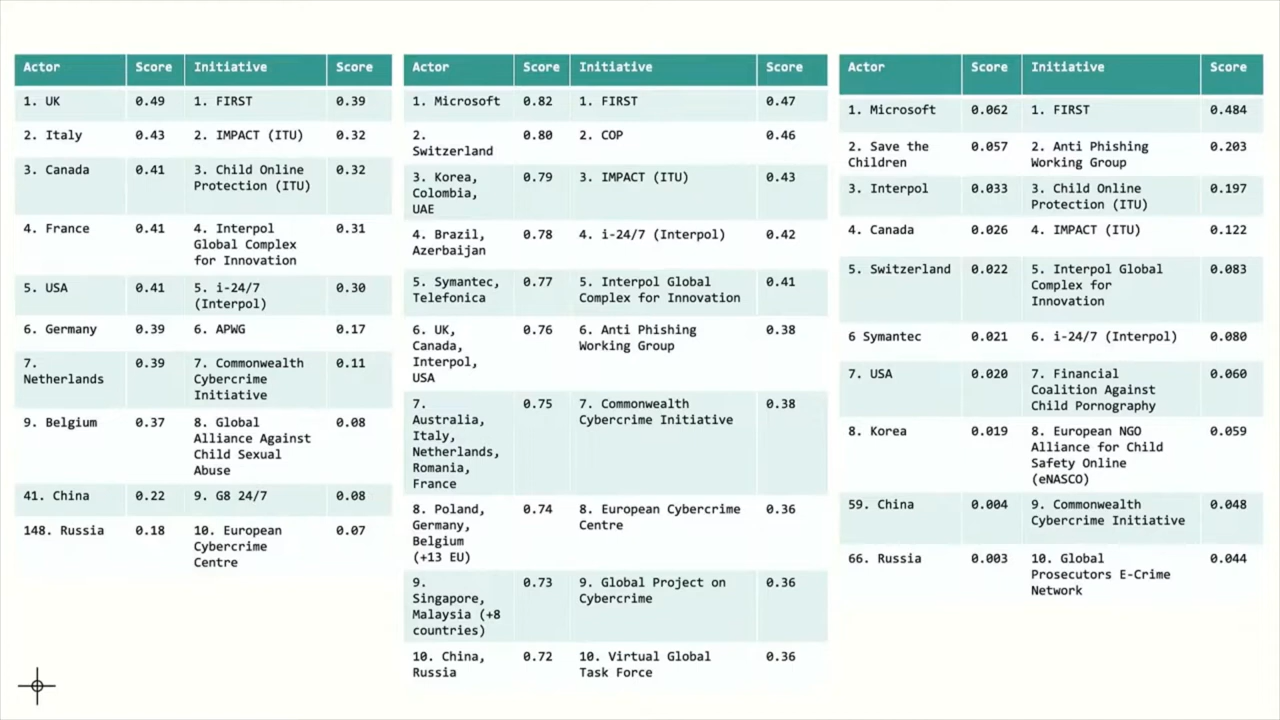 Actor Score Initiative Score
1. UK 0.49 1. FIRST 0.39
2. Italy 0.43 2. IMPACT (ITU) 0.32
3. Canada 0.41 3. Child Online 0.32
Protection (ITU)
4. France 0.41 4. Interpol 0.31
Global Complex
for Innovation
5. USA 0.41 5. i-24/7 0.30
(Interpol)
6. Germany 0.39 6. APWG 0.17
7. 0.39 7. Commonwealth 0.11
Netherlands Cybercrime
Initiative
9. Belgium 0.37 8. Global 0.08
Alliance Against
Child Sexual
Abuse
41. China 0.22 9. G8 24/7 0.08
148. Russia 0.18 10. European 0.07
Cybercrime
Centre
Actor Score Initiative Score
1. Microsoft 0.82 1. FIRST 0.47
2. 0.80 2. COP 0.46
Switzerland
3. Korea, 0.79 3. IMPACT (ITU) 0.43
Colombia,
UAE
4. Brazil, 0.78 4. i-24/7 (Interpol) 0.42
Azerbaijan
5. Symantec, 0.77 5. Interpol Global 0.41
Telefonica Complex for Innovation
6. UK, 0.76 6. Anti Phishing 0.38
Canada, Working Group
Interpol,
USA
7. 0.75 7. Commonwealth 0.38
Australia, Cybercrime Initiative
Italy,
Netherlands,
Romania,
France
8. Poland, 0.74 8. European Cybercrime 0.36
Germany, Centre
Belgium
(+13 EU)
9. 0.73 9. Global Project on 0.36
Singapore, Cybercrime
Malaysia (+8
countries)
10. China, 0.72 10. Virtual Global 0.36
Russia Task Force
Actor Score Initiative Score
1. Microsoft 0.062 1. FIRST 0.484
2. Save the 0.057 2. Anti Phishing 0.203
Children Working Group
3. Interpol 0.033 3. Child Online 0.197
Protection (ITU)
4. Canada 0.026 4. IMPACT (ITU) 0.122
5. Switzerland 0.022 5. Interpol Global 0.083
Complex for
Innovation
6 Symantec 0.021 6. i-24/7 (Interpol) 0.080
7. USA 0.020 7. Financial 0.060
Coalition Against
Child Pornography
8. Korea 0.019 8. European NGO 0.059
Alliance for Child
Safety Online
(eNASCO)
59. China 0.004 9. Commonwealth 0.048
Cybercrime Initiative
66. Russia 0.003 10. Global 0.044
Prosecutors E-Crime
Network